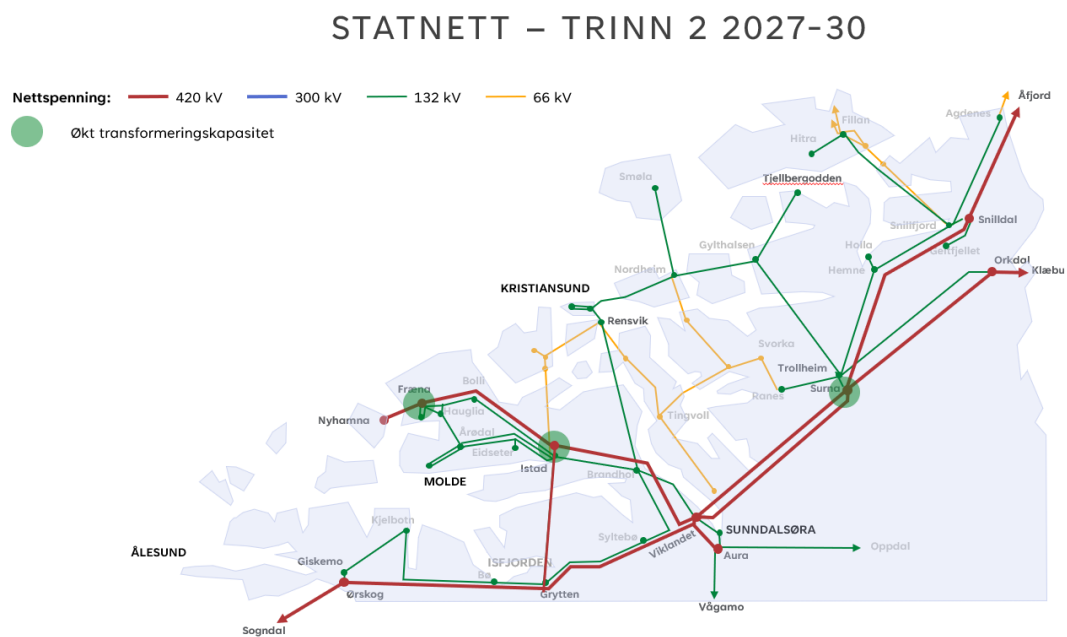 STATNETT – TRINN 2 2027-30
Nettspenning: 420 kV 300 kV 132 kV 66 kV
Økt transformeringskapasitet
Åfjord
Agdenes
Fillan
Hitra
Smøla
Tjellbergodden
Snillfjord
Snilldal
Geitfjellet
Gylthalsen
Holla
Hemne
Orkdal
Klæbu
Nordheim
KRISTIANSUND
Rensvik
Svorka
Trollheim
Surna
Ranes
Bolli
Fræna
Nyhamna
Hauglia
Tingvoll
Årødal
Eidseter
Istad
MOLDE
Brandhol
Kjelbotn
SUNNDALSØRA
Syltebø
Viklandet
Aura
Oppdal
ÅLESUND
Giskemo
ISFJORDEN
Bø
Ørskog
Grytten
Vågamo
Sogndal